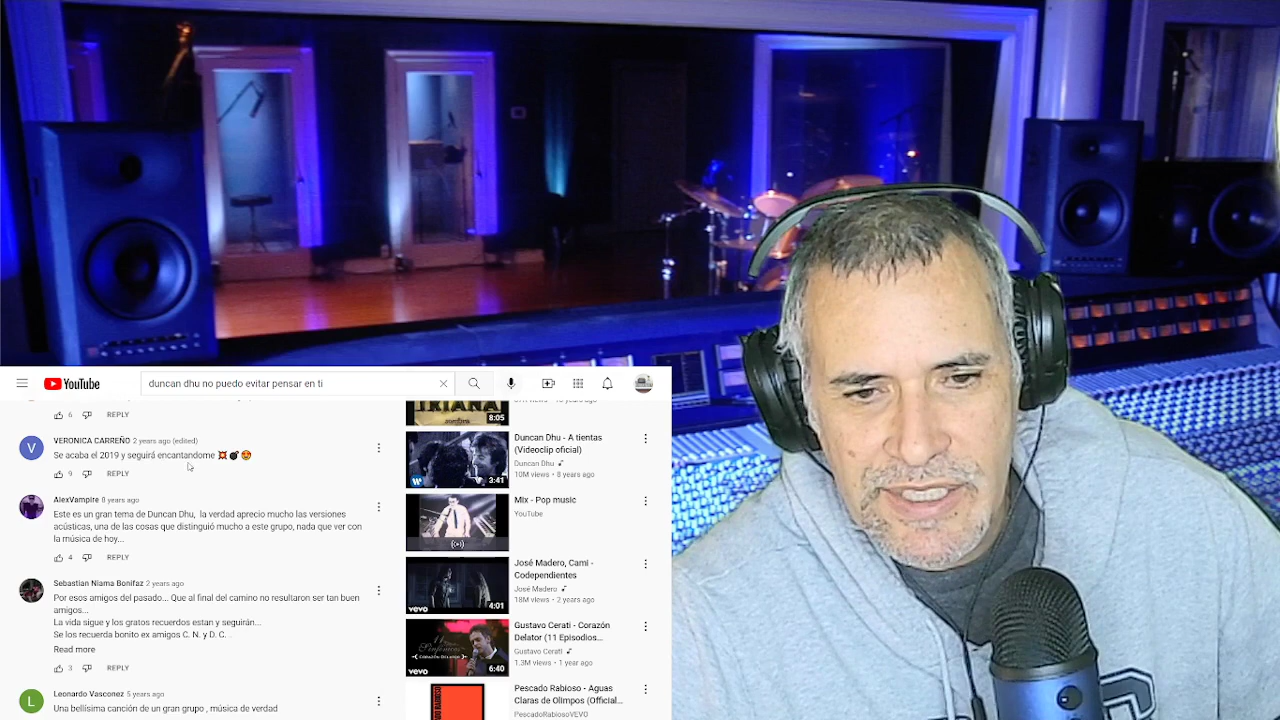 YouTube
duncan dhu no puedo evitar pensar en ti
6
REPLY
VERONICA CARREÑO 2 years ago (edited)
Se acaba el 2019 y seguirá encantandome 💥💣😍
9
REPLY
AlexVampire 8 years ago
Este es un gran tema de Duncan Dhu, la verdad aprecio mucho las versiones
acústicas, una de las cosas que distinguió mucho a este grupo, nada que ver con
la música de hoy...
4
REPLY
Sebastian Niama Bonifaz 2 years ago
Por esos amigos del pasado... Que al final del camino no resultaron ser tan buen
amigos...
La vida sigue y los gratos recuerdos estan y seguirán...
Se los recuerda bonito ex amigos C. N. y D. C. .
Read more
3
REPLY
L
Leonardo Vasconez 5 years ago
Una bellísima canción de un gran grupo , música de verdad
V
TRIANA
8:05
Duncan Dhu - A tientas
(Videoclip oficial)
Duncan Dhu
10M views • 8 years ago
3:41
Mix - Pop music
YouTube
José Madero, Cami -
Codependientes
José Madero
18M views • 2 years ago
vevo
4:01
Gustavo Cerati - Corazón
Delator (11 Episodios...
Gustavo Cerati
1.3M views • 1 year ago
vevo
6:40
Pescado Rabioso - Aguas
Claras de Olimpos (Official...
PescadoRabiosoVEVO